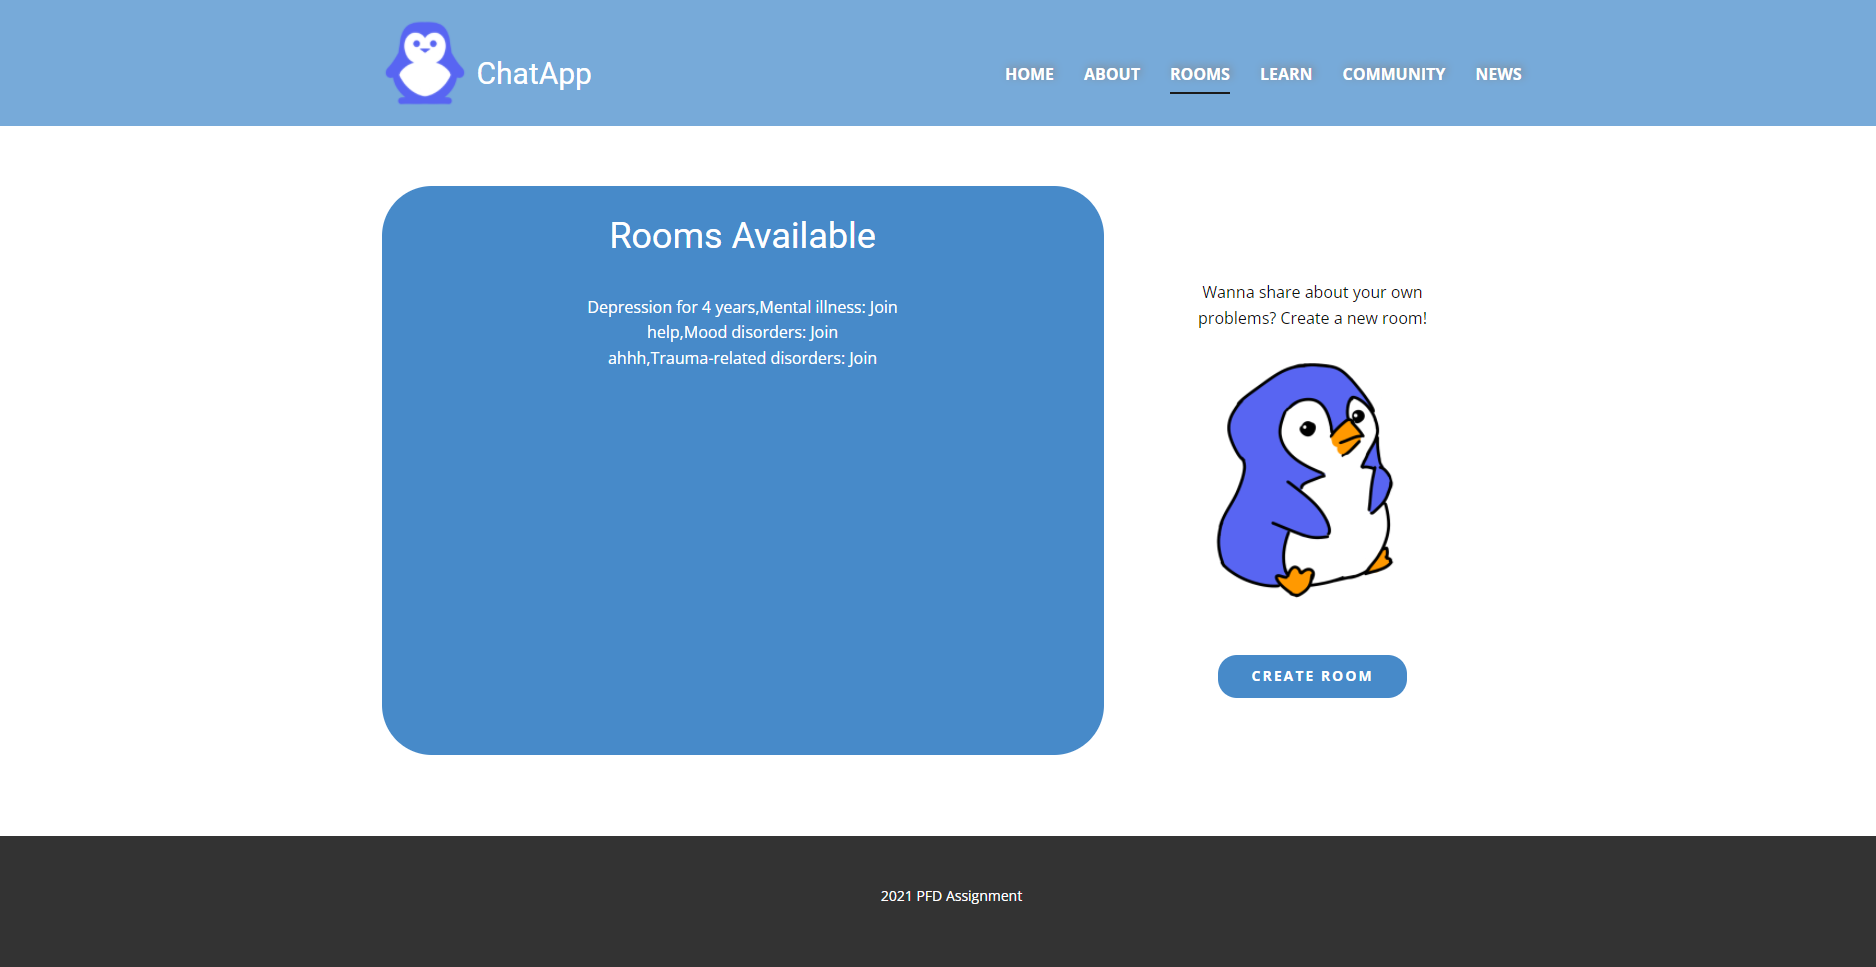 ChatApp
HOME ABOUT ROOMS LEARN COMMUNITY NEWS
Rooms Available
Depression for 4 years,Mental illness: Join
help,Mood disorders: Join
ahhh,Trauma-related disorders: Join
Wanna share about your own
problems? Create a new room!
CREATE ROOM
2021 PFD Assignment